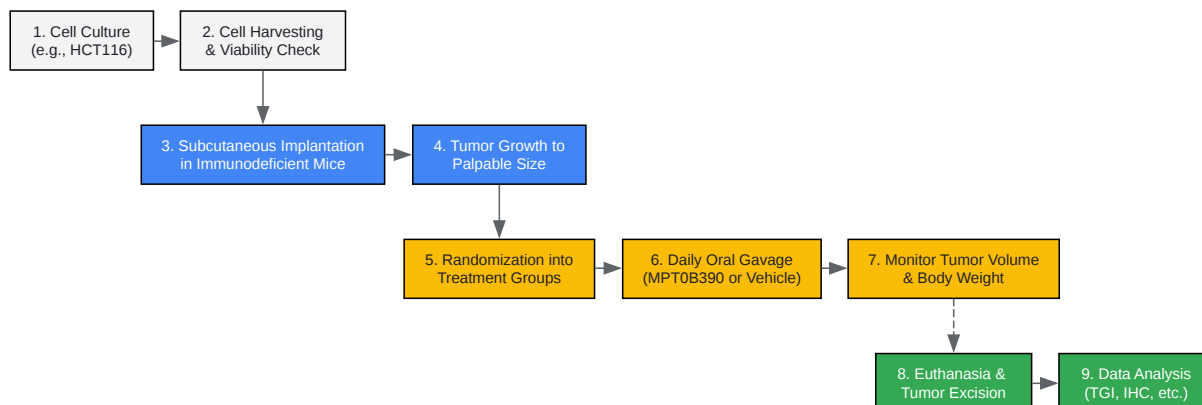 1. Cell Culture
(e.g., HCT116)
2. Cell Harvesting
& Viability Check
3. Subcutaneous Implantation
in Immunodeficient Mice
4. Tumor Growth to
Palpable Size
5. Randomization into
Treatment Groups
6. Daily Oral Gavage
(MPT0B390 or Vehicle)
7. Monitor Tumor Volume
& Body Weight
8. Euthanasia &
Tumor Excision
9. Data Analysis
(TGI, IHC, etc.)